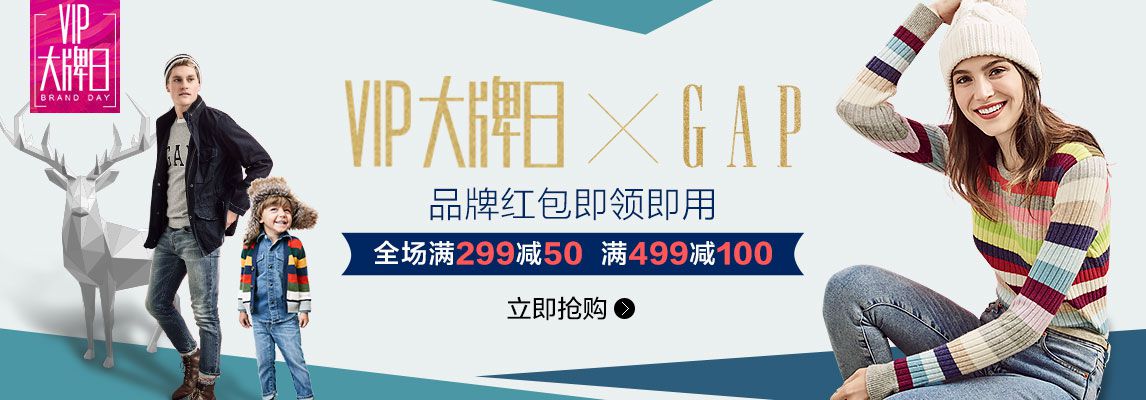 VIP
大牌日
BRAND DAY
VIP大牌日×GAP
品牌红包即领即用
全场满299减50 满499减100
立即抢购
GAP